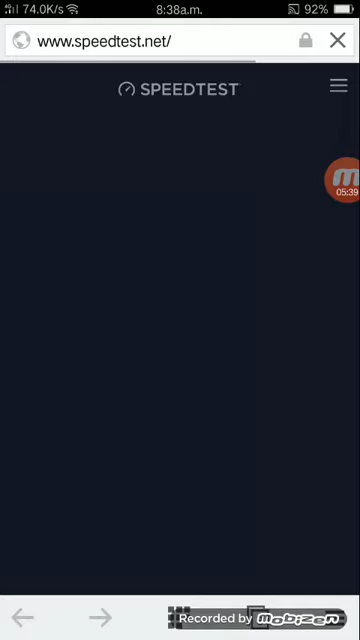 74.0K/s 8:38a.m. 92%
www.speedtest.net/
SPEEDTEST
05:39
Recorded by Mobizen